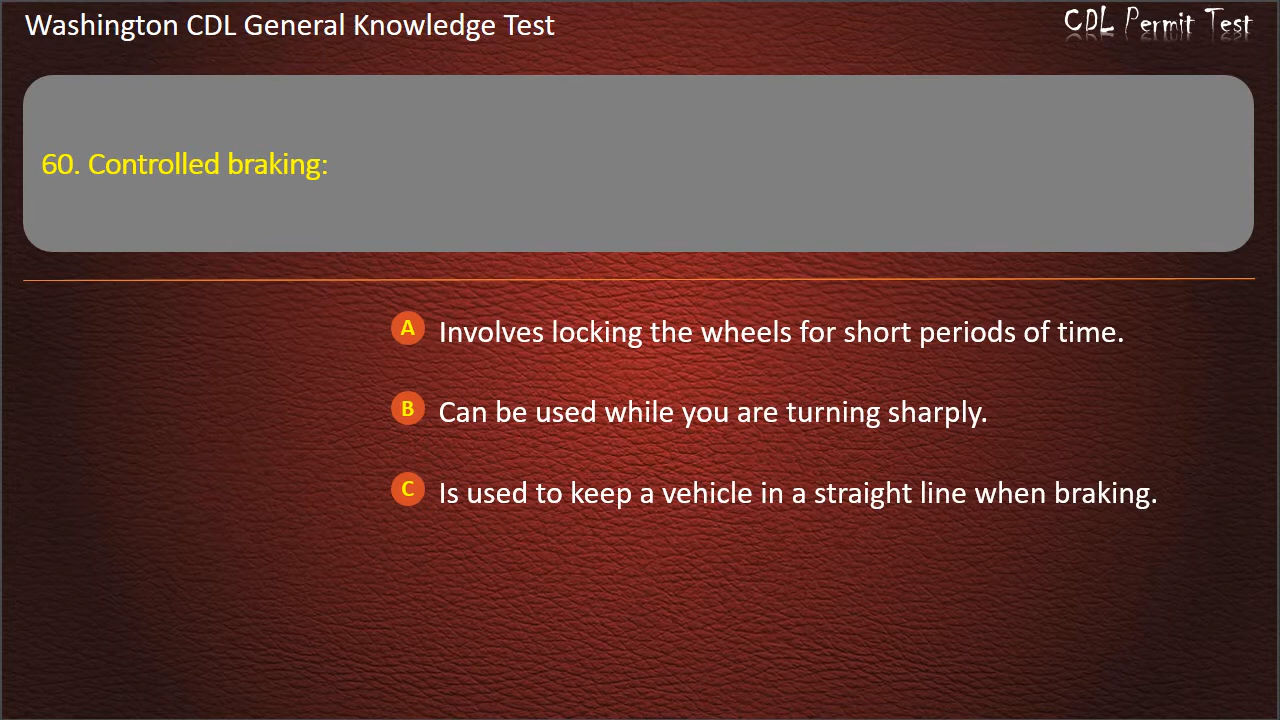 Washington CDL General Knowledge Test
CDL Permit Test
60. Controlled braking:
A Involves locking the wheels for short periods of time.
B Can be used while you are turning sharply.
C Is used to keep a vehicle in a straight line when braking.